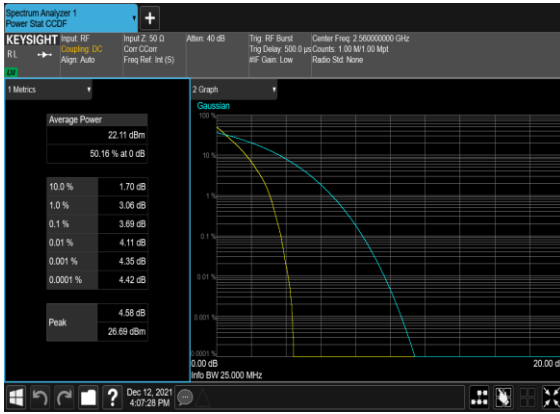 Spectrum Analyzer 1
Power Stat CCDF
KEYSIGHT
RL
LV
Input: RF
Coupling: DC
Align: Auto
Input Z: 50 Ω
Corr CCorr
Freq Ref: Int (S)
Atten: 40 dB
Trig: RF Burst
Trig Delay: 500.0 µs
#IF Gain: Low
Center Freq: 2.560000000 GHz
Counts: 1.00 M/1.00 Mpt
Radio Std: None
1 Metrics
Average Power
22.11 dBm
50.16 % at 0 dB
10.0 % 1.70 dB
1.0 % 3.06 dB
0.1 % 3.69 dB
0.01 % 4.11 dB
0.001 % 4.35 dB
0.0001 % 4.42 dB
Peak
4.58 dB
26.69 dBm
2 Graph
Gaussian
100 %
10 %
1 %
0.1 %
0.01 %
0.001 %
0.0001 %
0.00 dB
20.00 d
Info BW 25.000 MHz
?
Dec 12, 2021
4:07:28 PM